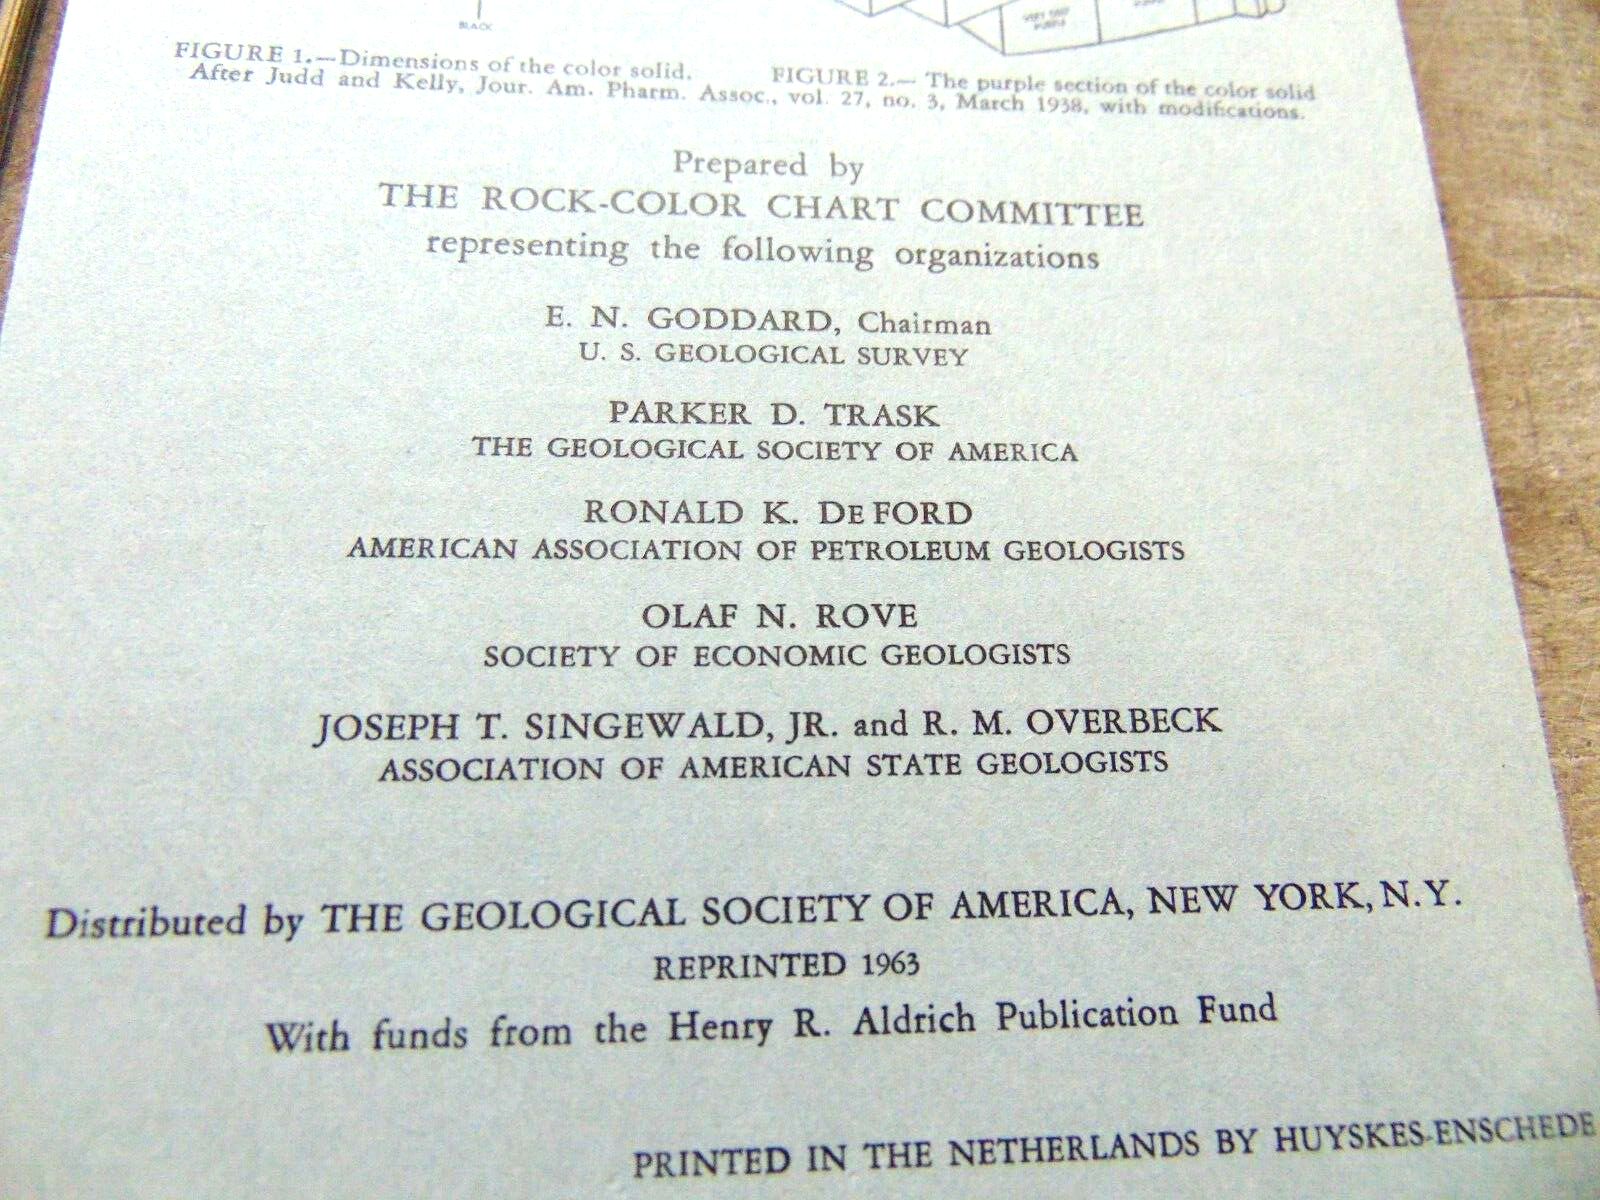 BLACK
FIGURE 1.—Dimensions of the color solid.
FIGURE 2.— The purple section of the color solid
After Judd and Kelly, Jour. Am. Pharm. Assoc., vol. 27, no. 3, March 1938, with modifications.
Prepared by
THE ROCK-COLOR CHART COMMITTEE
representing the following organizations
E. N. GODDARD, Chairman
U. S. GEOLOGICAL SURVEY
PARKER D. TRASK
THE GEOLOGICAL SOCIETY OF AMERICA
RONALD K. DeFORD
AMERICAN ASSOCIATION OF PETROLEUM GEOLOGISTS
OLAF N. ROVE
SOCIETY OF ECONOMIC GEOLOGISTS
JOSEPH T. SINGEWALD, JR. and R. M. OVERBECK
ASSOCIATION OF AMERICAN STATE GEOLOGISTS
Distributed by THE GEOLOGICAL SOCIETY OF AMERICA, NEW YORK, N.Y.
REPRINTED 1963
With funds from the Henry R. Aldrich Publication Fund
PRINTED IN THE NETHERLANDS BY HUYSKES-ENSCHEDE